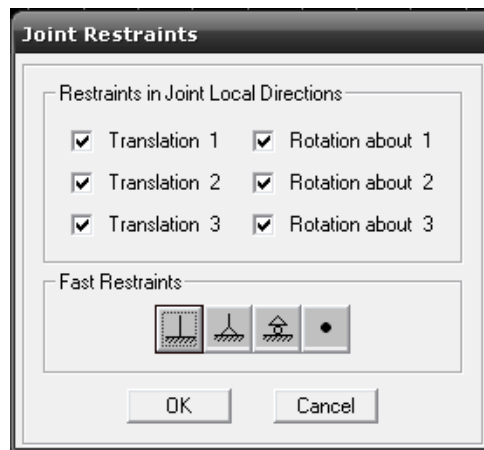 Joint Restraints
Restraints in Joint Local Directions
Translation 1 Rotation about 1
Translation 2 Rotation about 2
Translation 3 Rotation about 3
Fast Restraints
OK Cancel